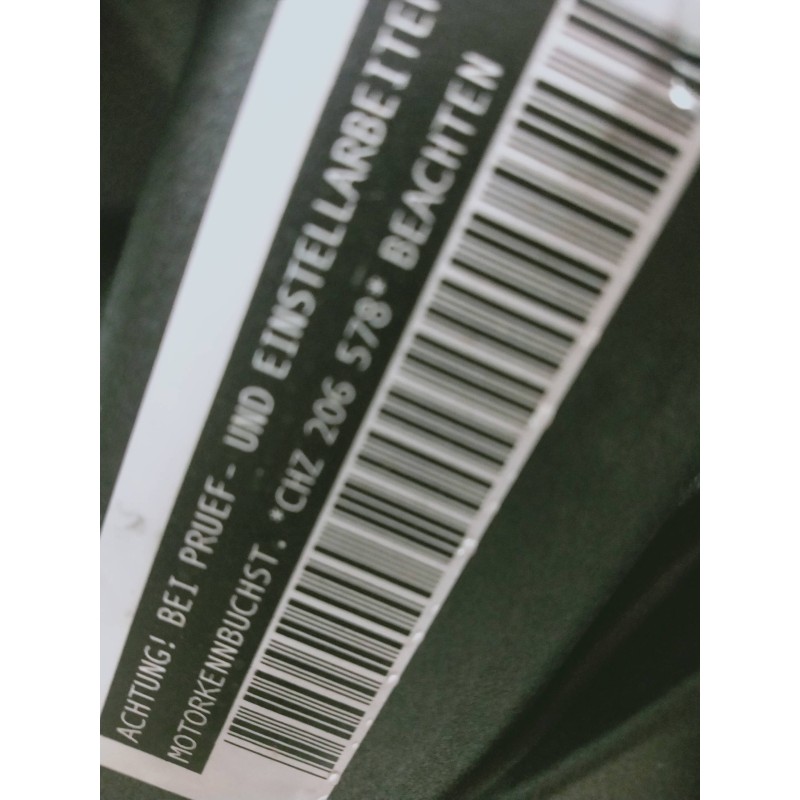 ACHTUNG! BEI PRUEF- UND EINSTELLARBEITEN
MOTORKENNBUCHST. *CHZ 206 578* BEACHTEN